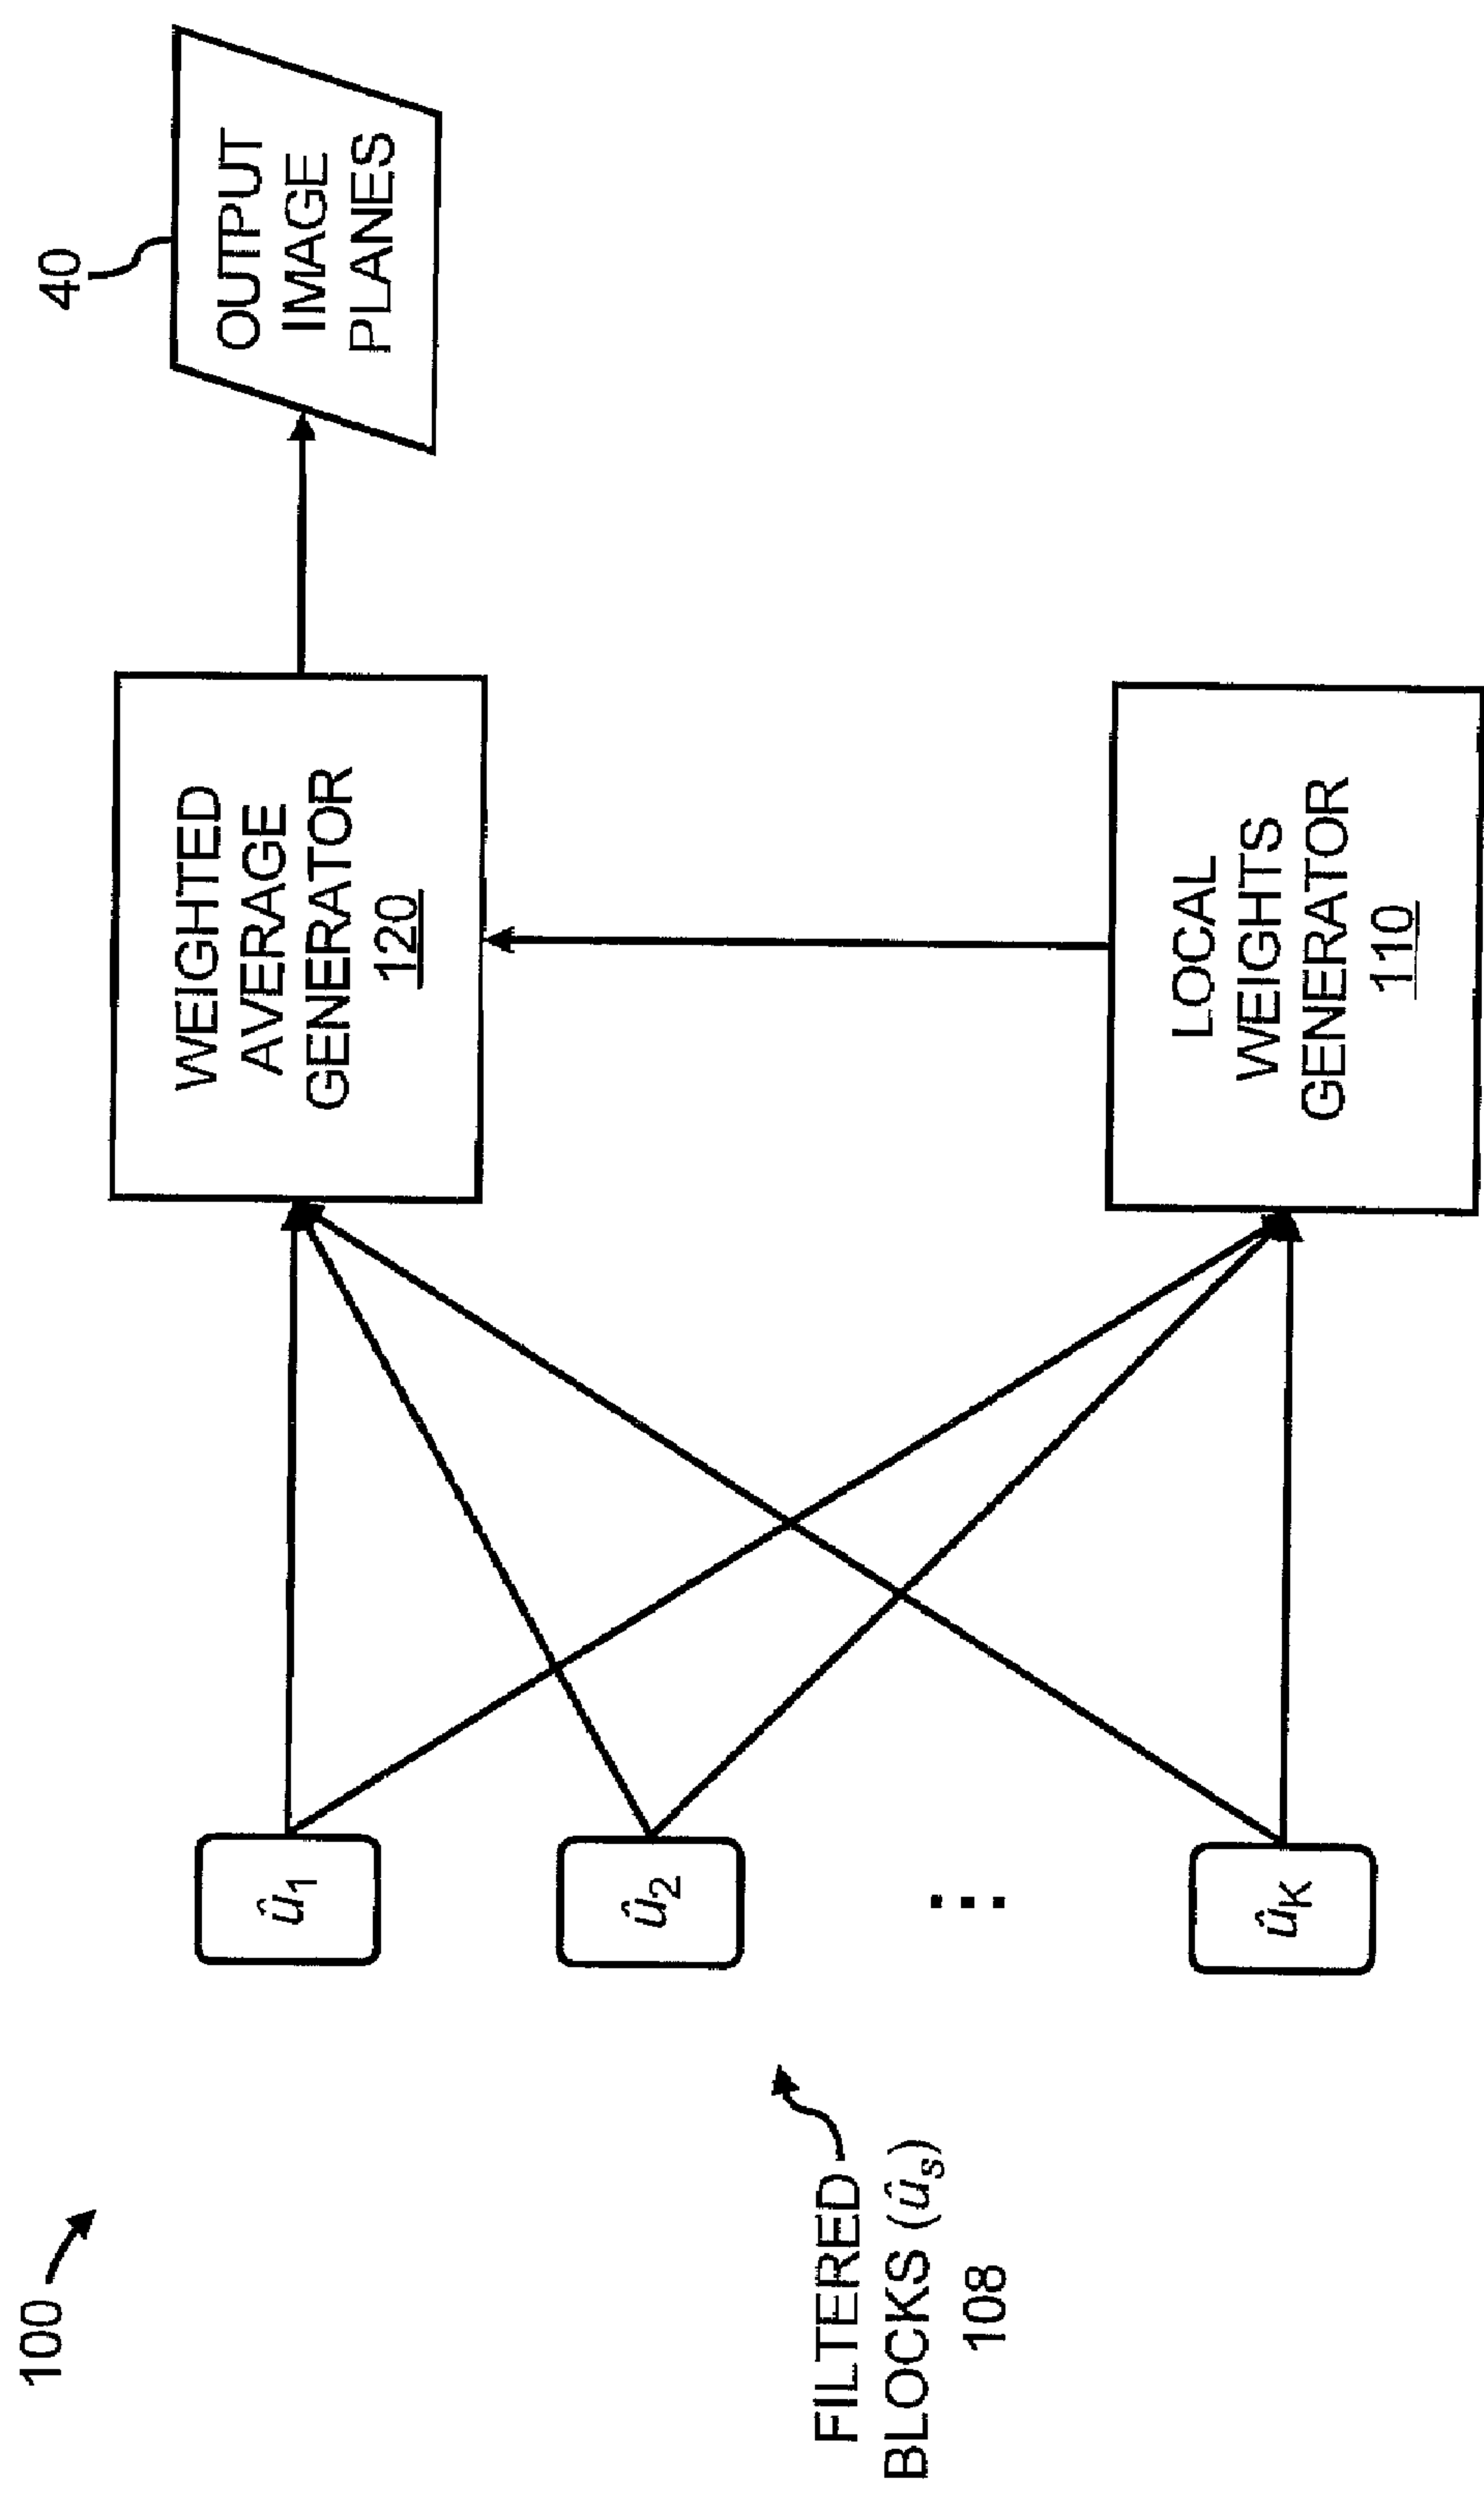 100
FILTERED
BLOCKS (ûs)
108
û1
û2
...
ûK
WEIGHTED
AVERAGE
GENERATOR
120
LOCAL
WEIGHTS
GENERATOR
110
40
OUTPUT
IMAGE
PLANES